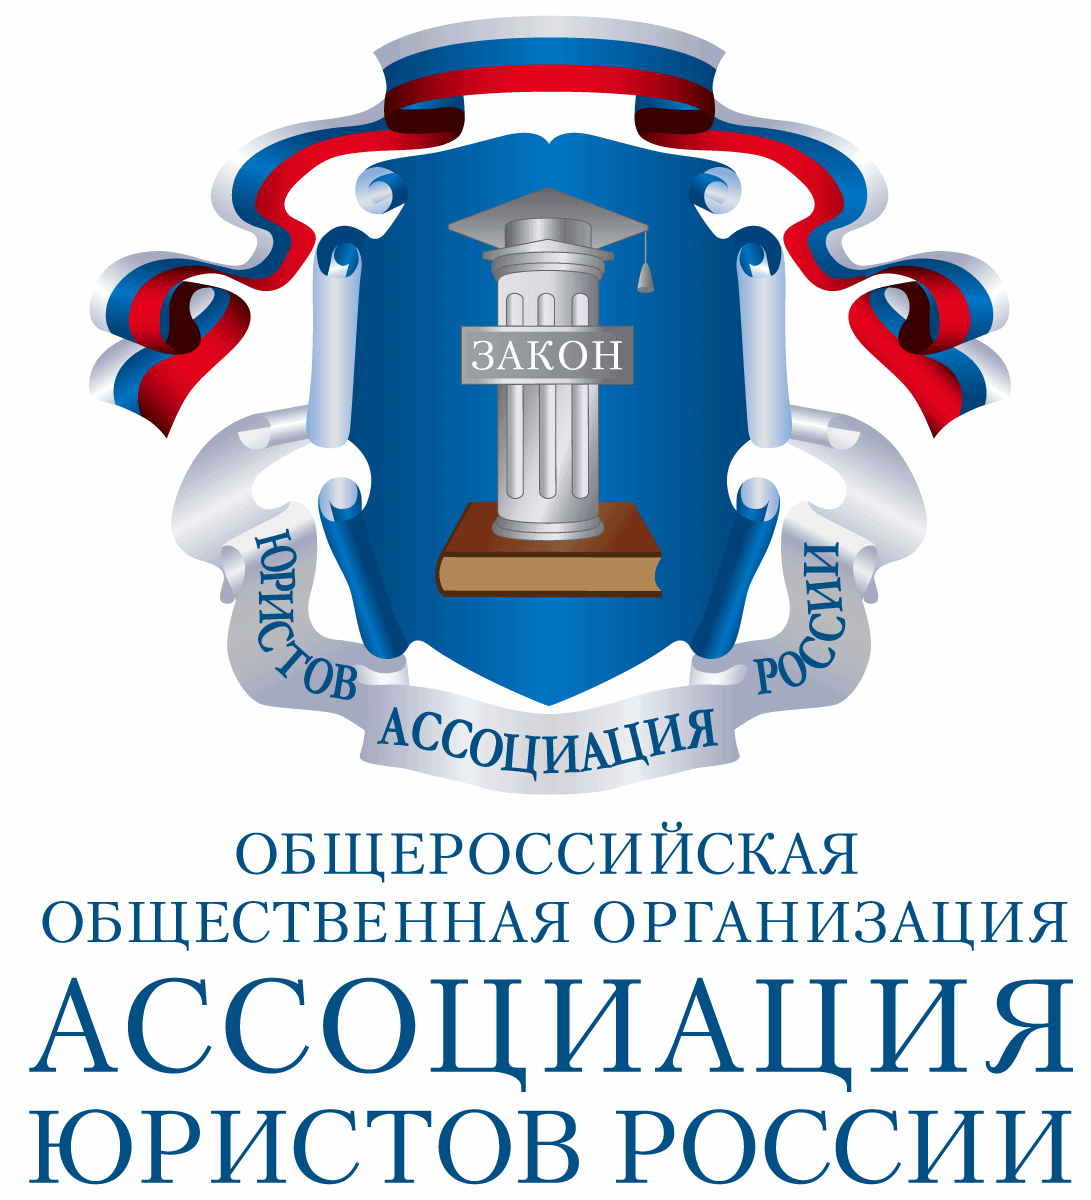 ЗАКОН
ЮРИСТОВ
АССОЦИАЦИЯ
РОССИИ
ОБЩЕРОССИЙСКАЯ
ОБЩЕСТВЕННАЯ ОРГАНИЗАЦИЯ
АССОЦИАЦИЯ
ЮРИСТОВ РОССИИ